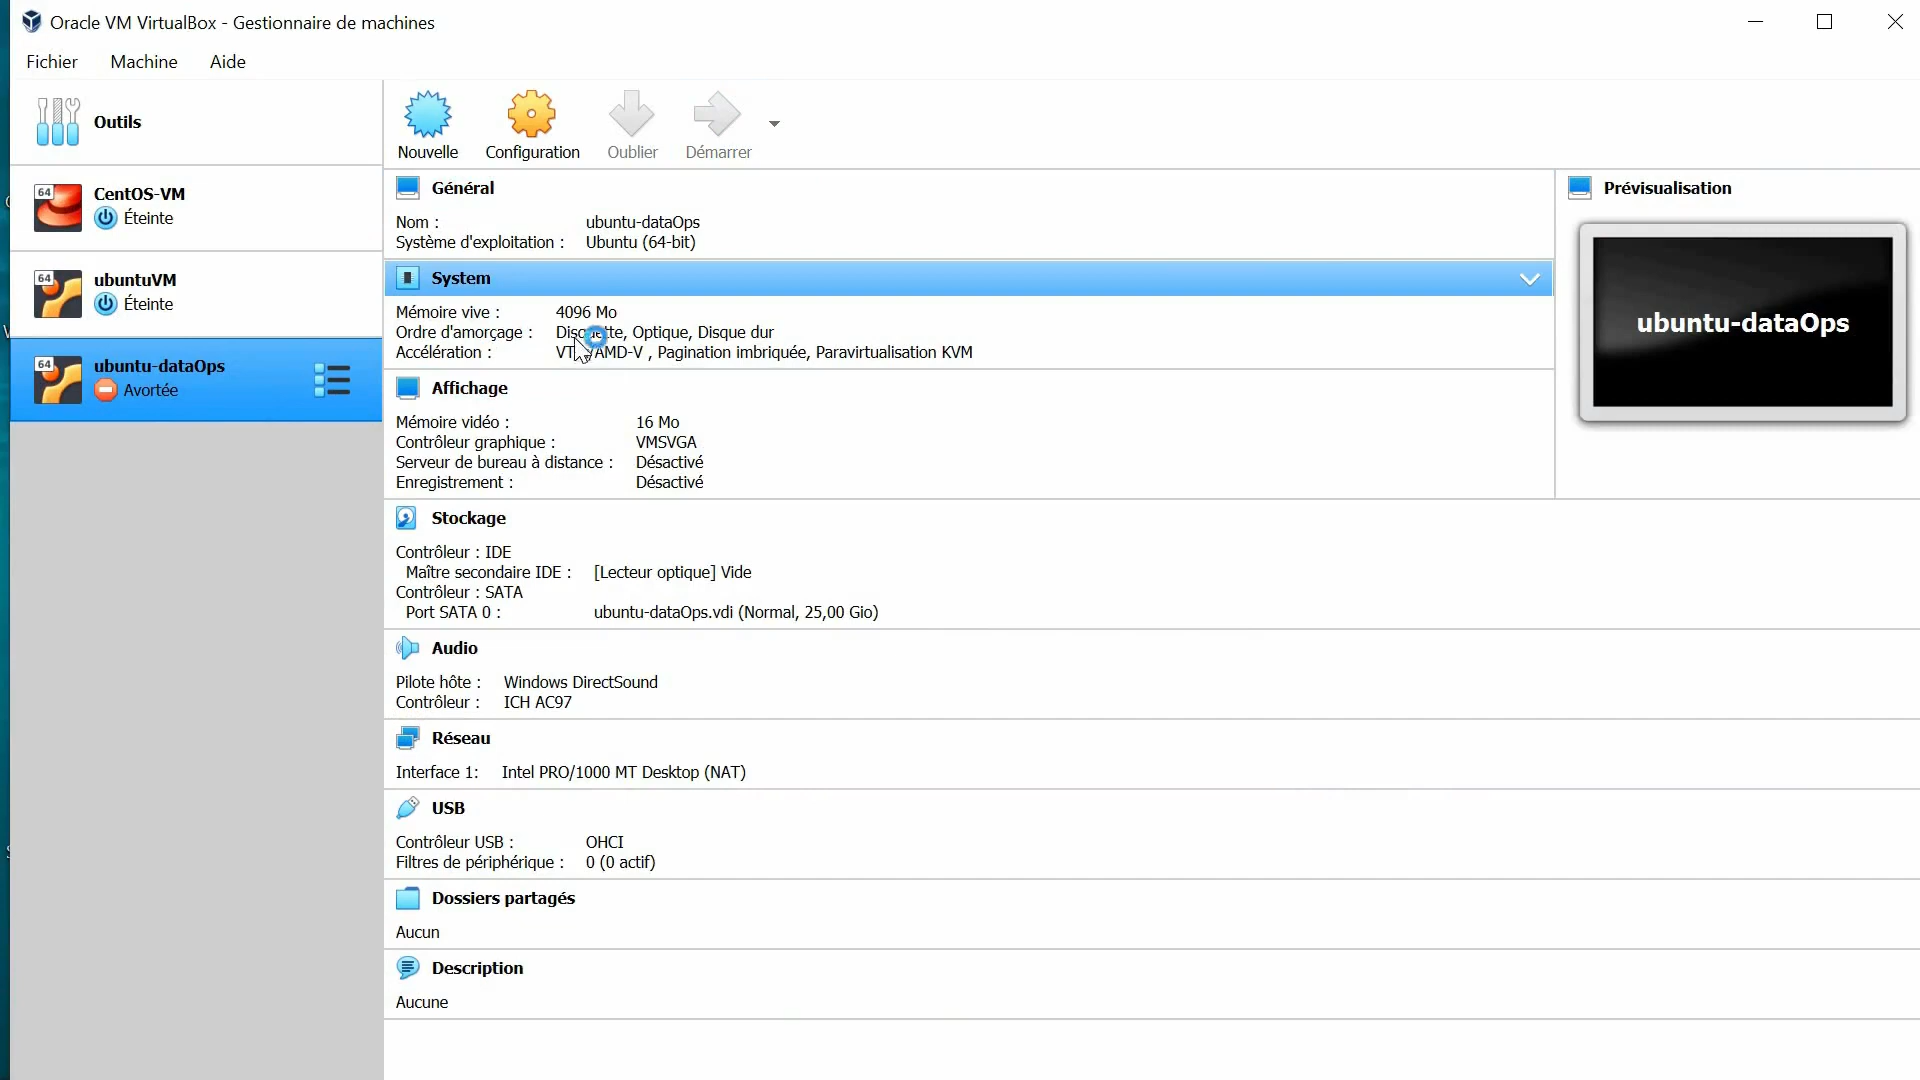 Oracle VM VirtualBox - Gestionnaire de machines
Fichier Machine Aide
Outils
64
CentOS-VM
Éteinte
64
ubuntuVM
Éteinte
64
ubuntu-dataOps
Avortée
Nouvelle Configuration Oublier Démarrer
Général
Nom : ubuntu-dataOps
Système d'exploitation : Ubuntu (64-bit)
System
Mémoire vive : 4096 Mo
Ordre d'amorçage : Optique, Disque dur
Accélération : AMD-V , Pagination imbriquée, Paravirtualisation KVM
Affichage
Mémoire vidéo : 16 Mo
Contrôleur graphique : VMSVGA
Serveur de bureau à distance : Désactivé
Enregistrement : Désactivé
Prévisualisation
ubuntu-dataOps
Stockage
Contrôleur : IDE
Maître secondaire IDE : [Lecteur optique] Vide
Contrôleur : SATA
Port SATA 0 : ubuntu-dataOps.vdi (Normal, 25,00 Gio)
Audio
Pilote hôte : Windows DirectSound
Contrôleur : ICH AC97
Réseau
Interface 1: Intel PRO/1000 MT Desktop (NAT)
USB
Contrôleur USB : OHCI
Filtres de périphérique : 0 (0 actif)
Dossiers partagés
Aucun
Description
Aucune